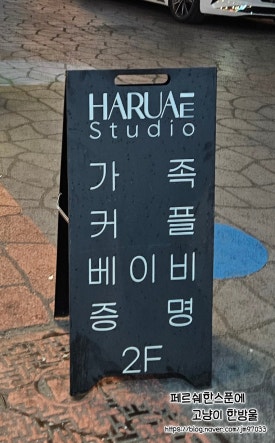 HARUAE
Studio
가족
커플
베이비
증명
2F
페르쉐한스푼에
고냥이 한방울
https://blog.naver.com/jm97033